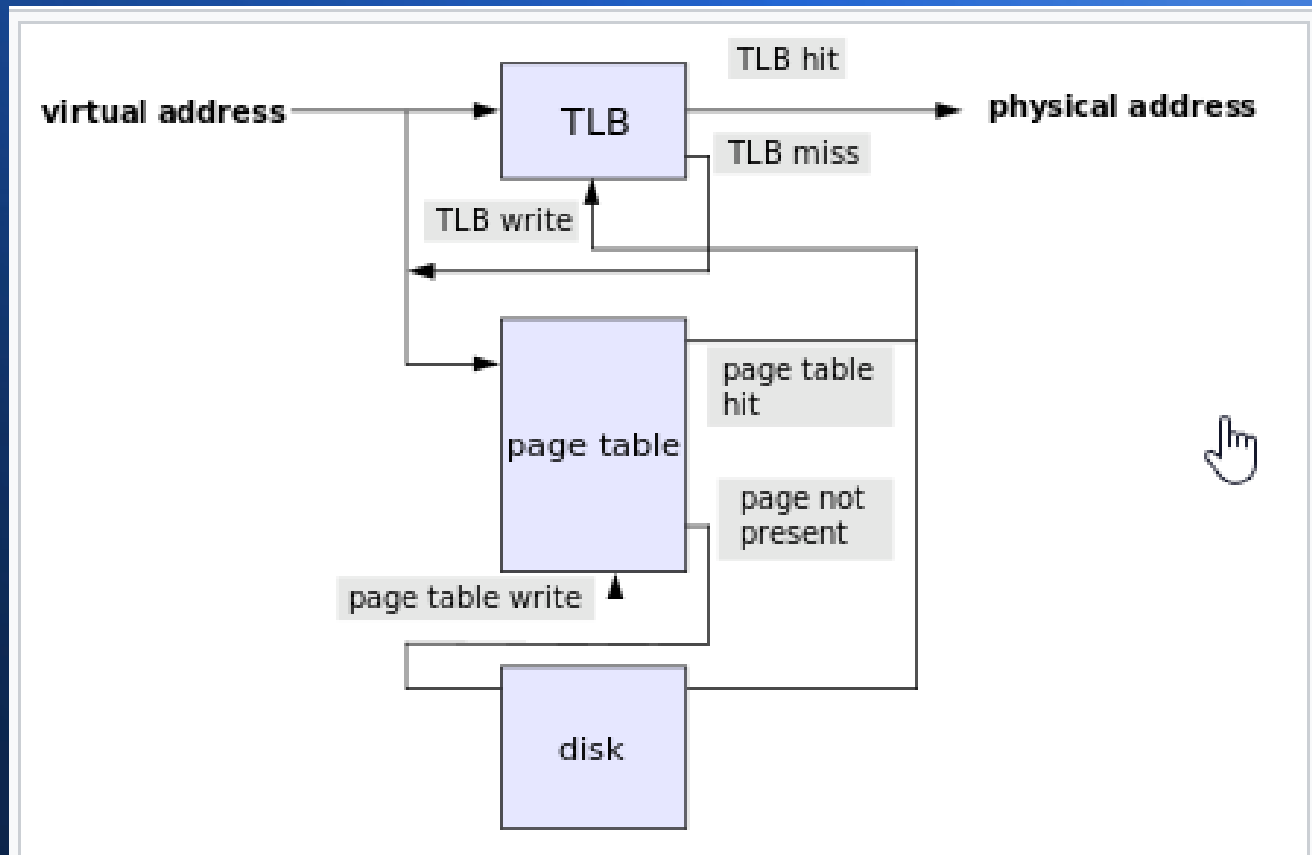 TLB hit
virtual address
TLB
physical address
TLB miss
TLB write
page table
hit
page table
page not
present
page table write
disk